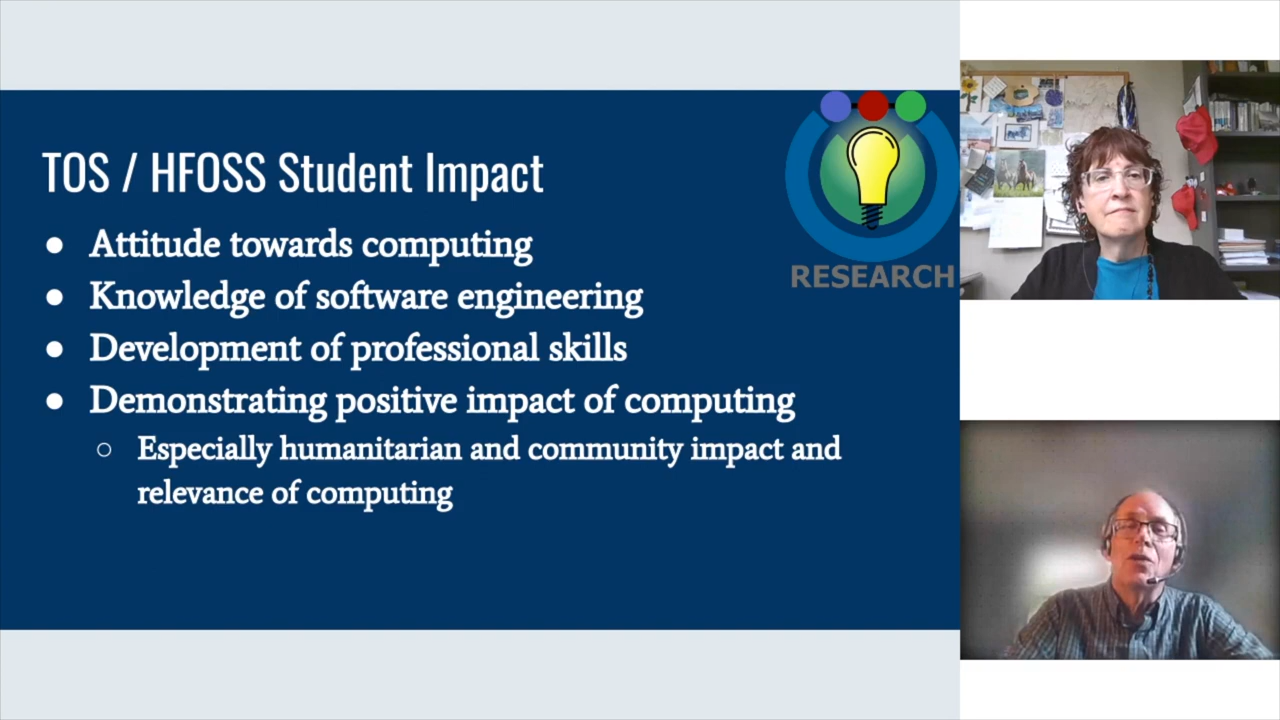 TOS / HFOSS Student Impact
● Attitude towards computing
● Knowledge of software engineering
● Development of professional skills
● Demonstrating positive impact of computing
○ Especially humanitarian and community impact and
relevance of computing
RESEARCH